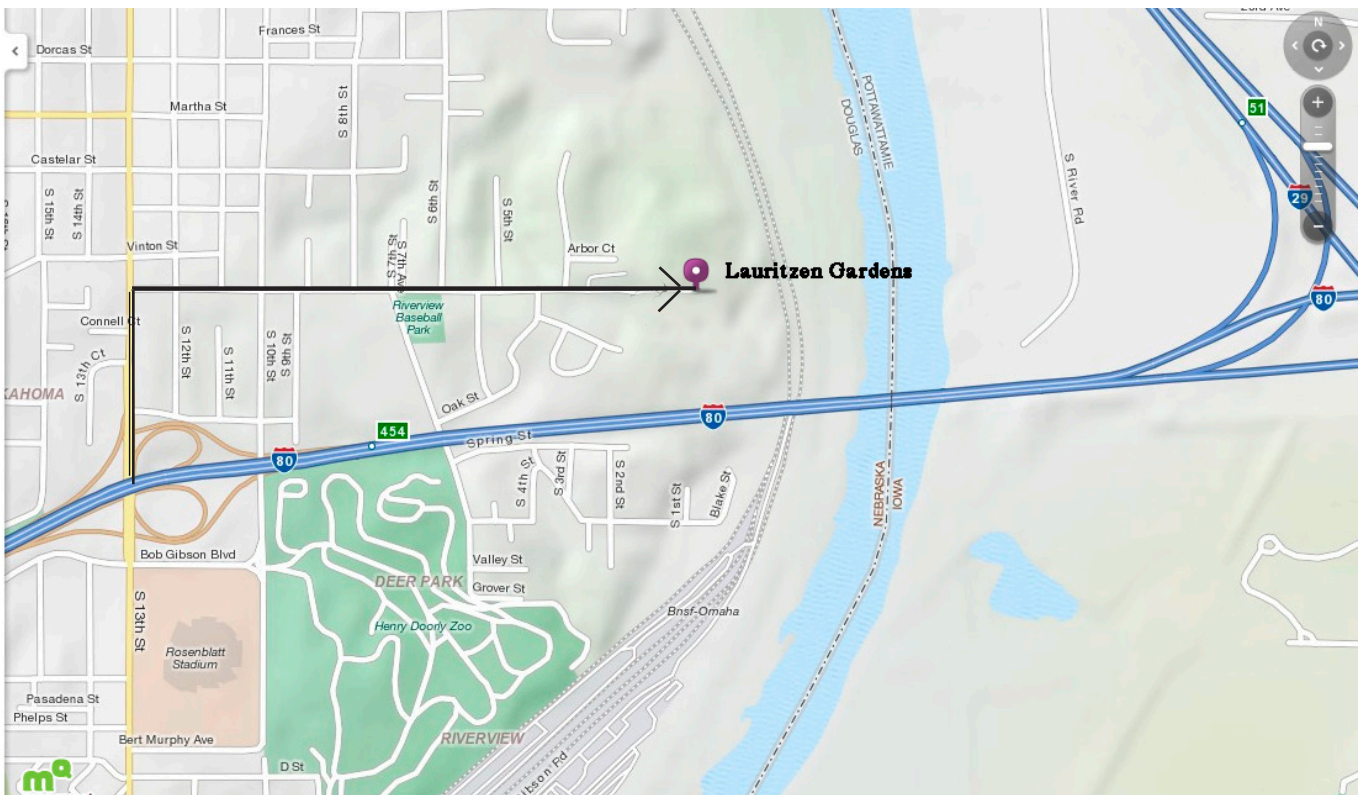 Frances St
Dorcas St
N
51
Martha St
S 8th St
POTTAWATTAMIE
DOUGLAS
Castelar St
S River Rd
S 15th St
S 14th St
S 6th St
S 5th St
29
Vinton St
S 7th St
S 7th Ave
Arbor Ct
Lauritzen Gardens
80
Riverview
Baseball
Park
Connell Ct
S 12th St
S 11th St
S 10th St
S 9th St
S 13th Ct
KAHOMA
Oak St
454
80
Spring St
80
S 4th St
S 3rd St
S 2nd St
S 1st St
Blake St
NEBRASKA
IOWA
Bob Gibson Blvd
Valley St
DEER PARK
Grover St
S 13th St
Bnsf-Omaha
Henry Doorly Zoo
Rosenblatt
Stadium
Pasadena St
Phelps St
Bert Murphy Ave
RIVERVIEW
D St
ibson Rd
mq